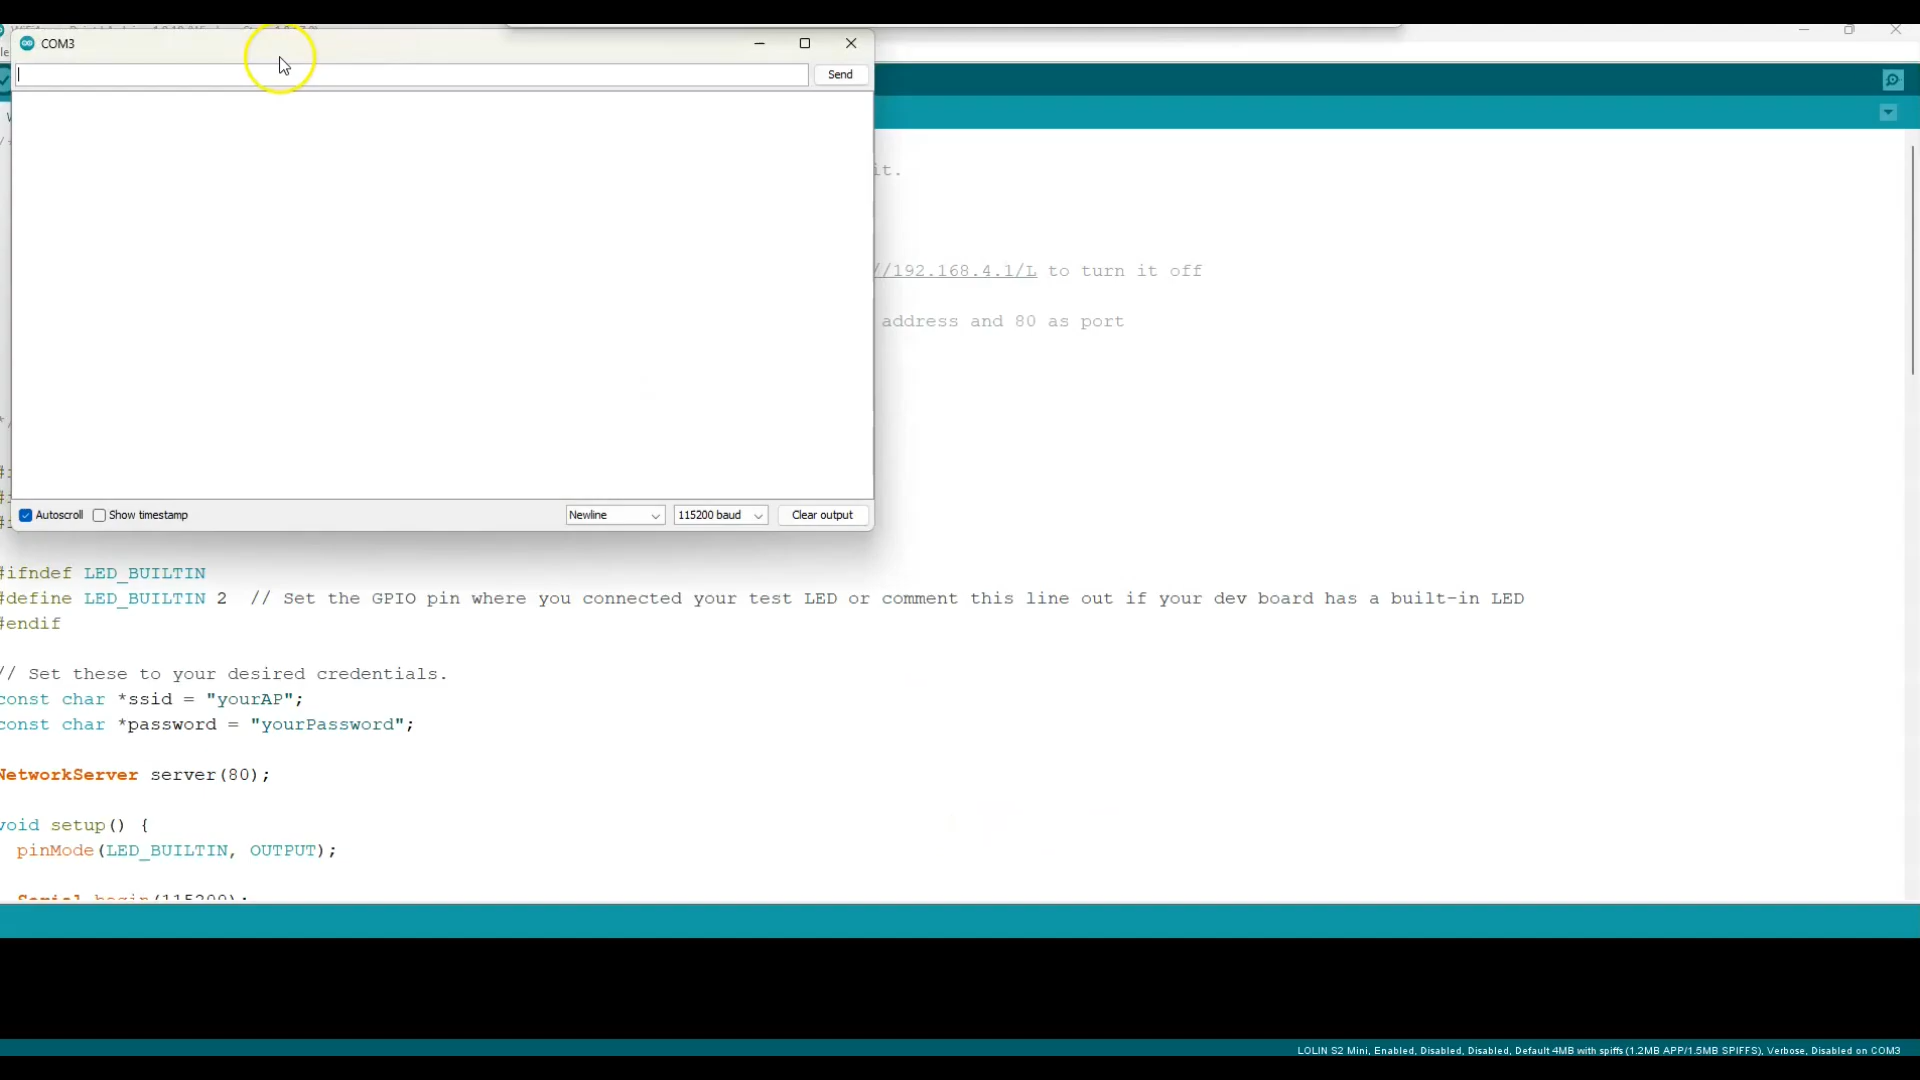 COM3
Send
it.
//192.168.4.1/L to turn it off
address and 80 as port
*/
Autoscroll Show timestamp Newline 115200 baud Clear output
#ifndef LED_BUILTIN
#define LED_BUILTIN 2 // Set the GPIO pin where you connected your test LED or comment this line out if your dev board has a built-in LED
#endif
// Set these to your desired credentials.
const char *ssid = "yourAP";
const char *password = "yourPassword";
NetworkServer server(80);
void setup() {
pinMode(LED_BUILTIN, OUTPUT);
Serial.begin(115200);
LOLIN S2 Mini, Enabled, Disabled, Disabled, Default 4MB with spiffs (1.2MB APP/1.5MB SPIFFS), Verbose, Disabled on COM3